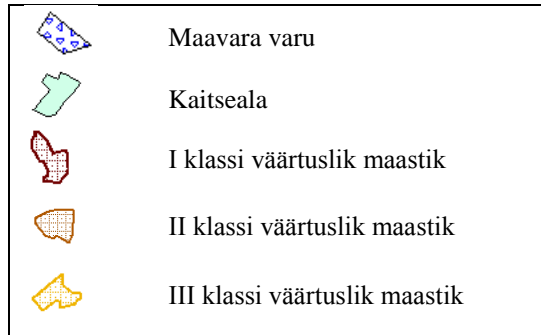 Maavara varu
Kaitseala
I klassi väärtuslik maastik
II klassi väärtuslik maastik
III klassi väärtuslik maastik